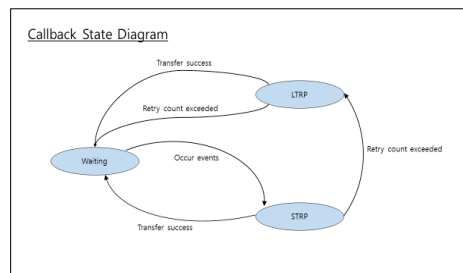 Callback State Diagram
Transfer success
LTRP
Retry count exceeded
Waiting
Occur events
Retry count exceeded
STRP
Transfer success